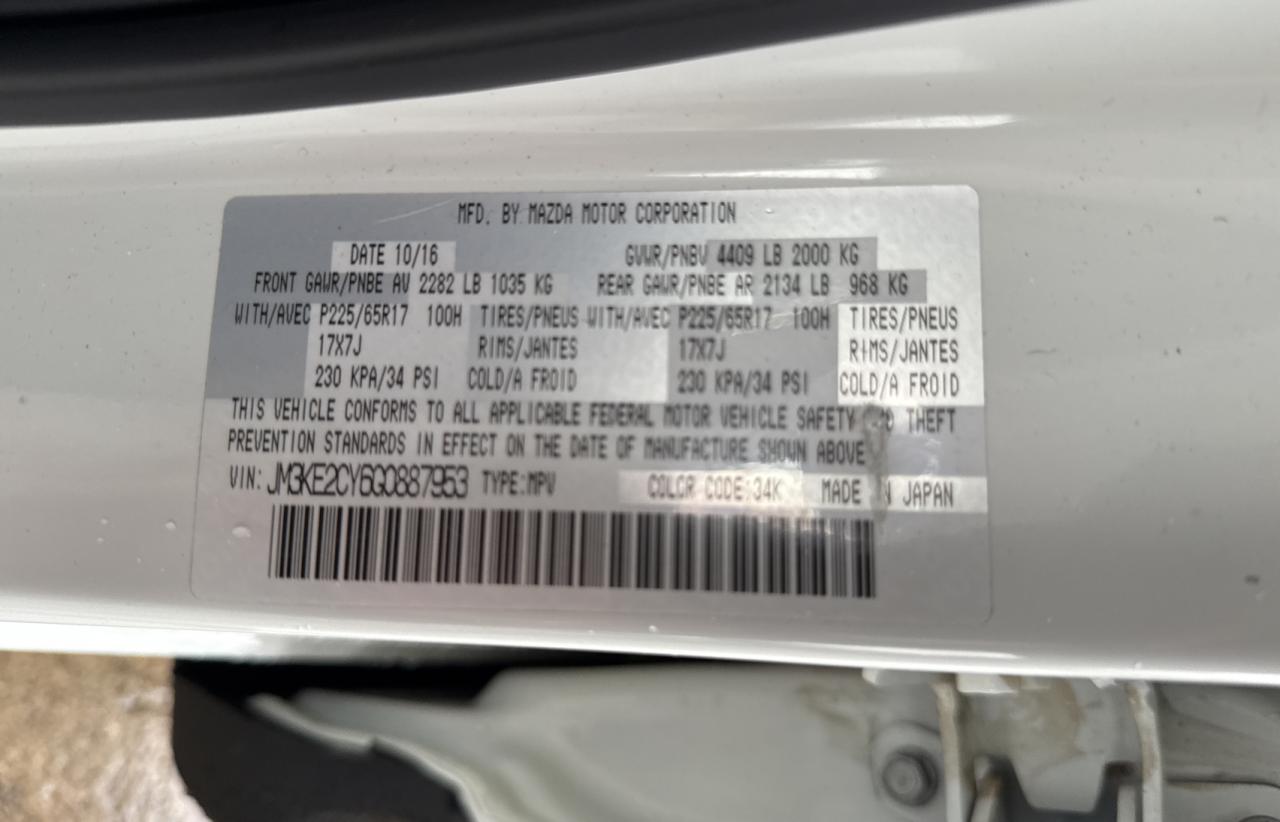 MFD. BY MAZDA MOTOR CORPORATION
DATE 10/16 GVWR/PNBV 4409 LB 2000 KG
FRONT GAWR/PNBE AV 2282 LB 1035 KG REAR GAWR/PNBE AR 2134 LB 968 KG
WITH/AVEC P225/65R17 100H TIRES/PNEUS WITH/AVEC P225/65R17 100H TIRES/PNEUS
17X7J RIMS/JANTES 17X7J RIMS/JANTES
230 KPA/34 PSI COLD/A FROID 230 KPA/34 PSI COLD/A FROID
THIS VEHICLE CONFORMS TO ALL APPLICABLE FEDERAL MOTOR VEHICLE SAFETY AND THEFT
PREVENTION STANDARDS IN EFFECT ON THE DATE OF MANUFACTURE SHOWN ABOVE
VIN: JM3KE2CY6G0887953 TYPE:MPV COLOR CODE:34K MADE IN JAPAN